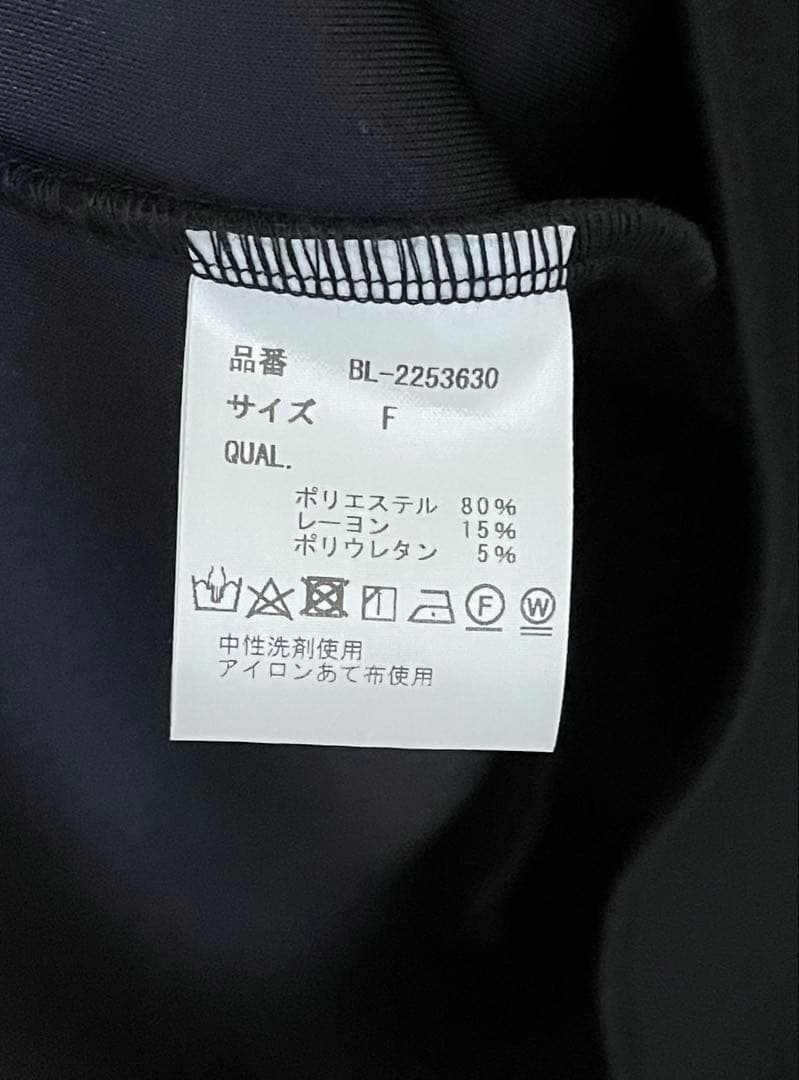 品番 BL-2253630
サイズ F
QUAL.
ポリエステル 80%
レーヨン 15%
ポリウレタン 5%
F W
中性洗剤使用
アイロンあて布使用